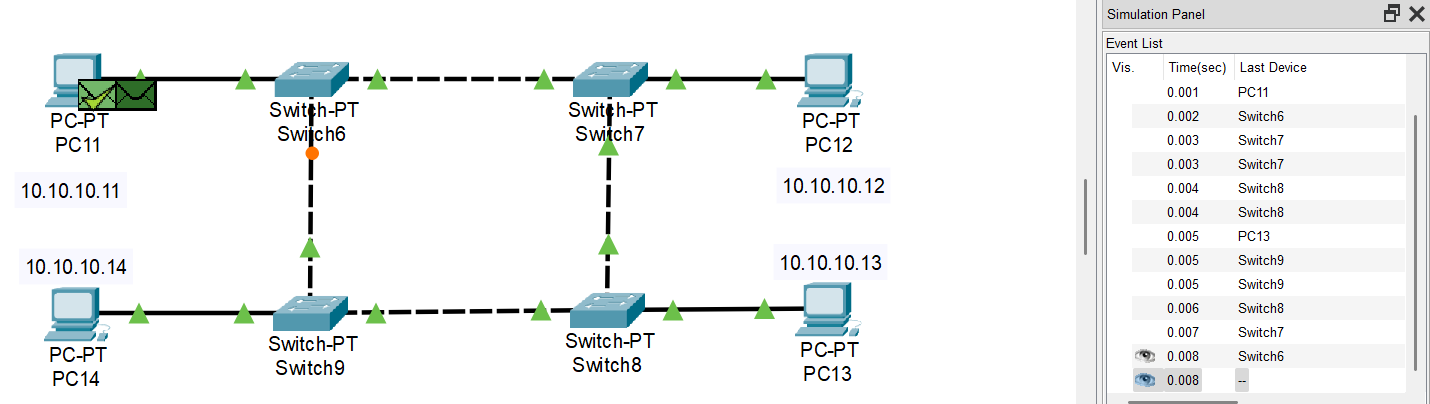 Simulation Panel
Event List
Vis. Time(sec) Last Device
0.001 PC11
0.002 Switch6
0.003 Switch7
0.003 Switch7
0.004 Switch8
0.004 Switch8
0.005 PC13
0.005 Switch9
0.005 Switch9
0.006 Switch8
0.007 Switch7
0.008 Switch6
0.008 --
PC-PT
PC11
Switch-PT
Switch6
Switch-PT
Switch7
PC-PT
PC12
10.10.10.11
10.10.10.12
10.10.10.14
10.10.10.13
PC-PT
PC14
Switch-PT
Switch9
Switch-PT
Switch8
PC-PT
PC13